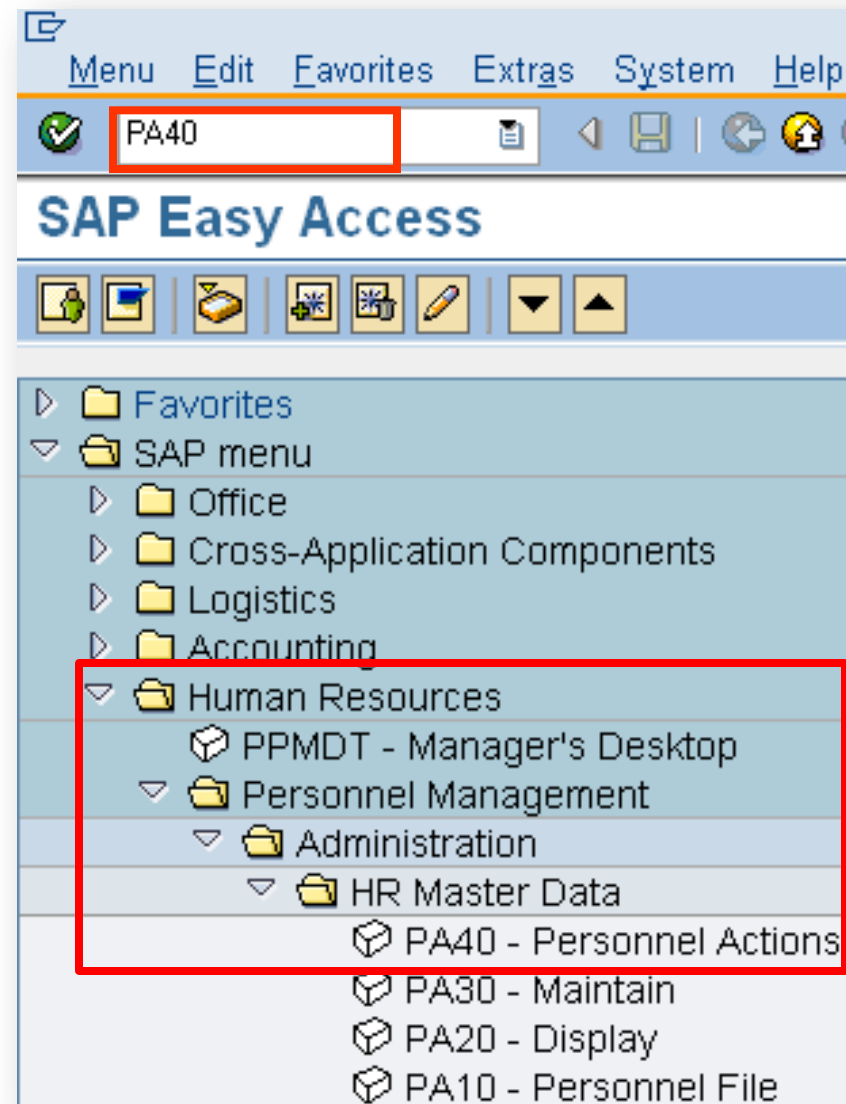 Menu Edit Favorites Extras System Help
PA40
SAP Easy Access
Favorites
SAP menu
Office
Cross-Application Components
Logistics
Accounting
Human Resources
PPMDT - Manager's Desktop
Personnel Management
Administration
HR Master Data
PA40 - Personnel Actions
PA30 - Maintain
PA20 - Display
PA10 - Personnel File